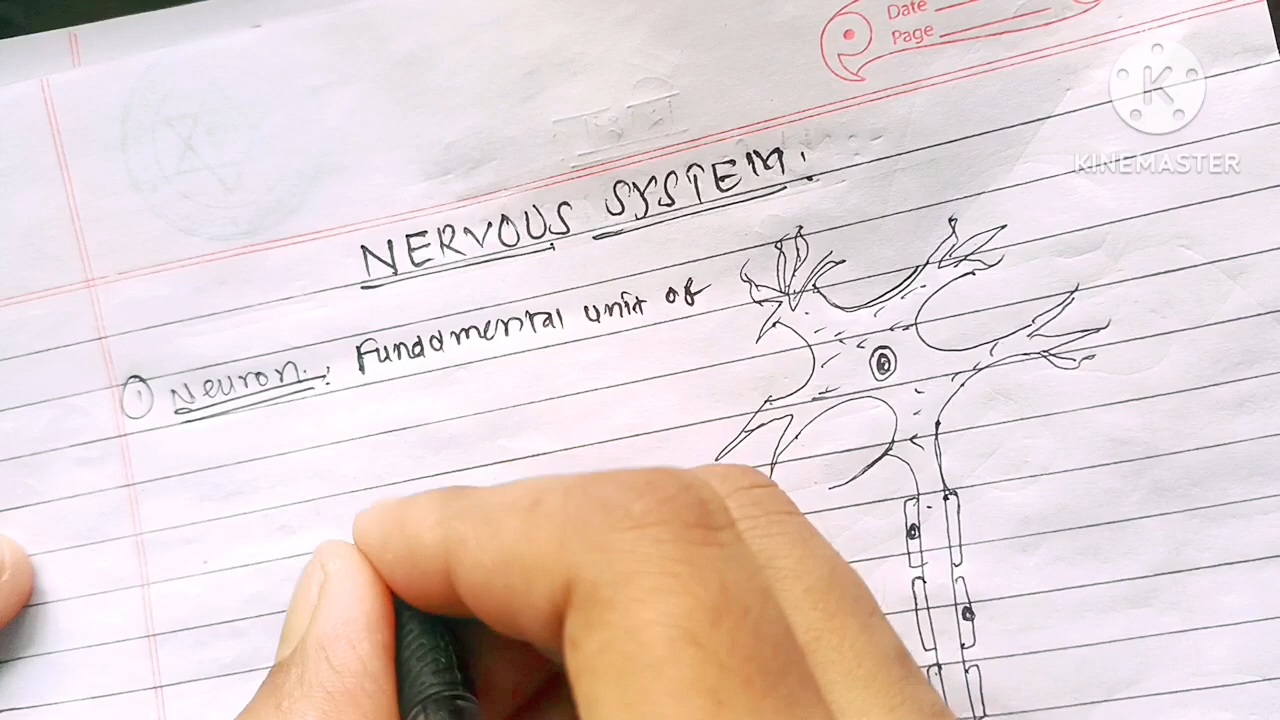 Date
Page
KINEMASTER
NERVOUS SYSTEM:
① Neuron: Fundamental unit of